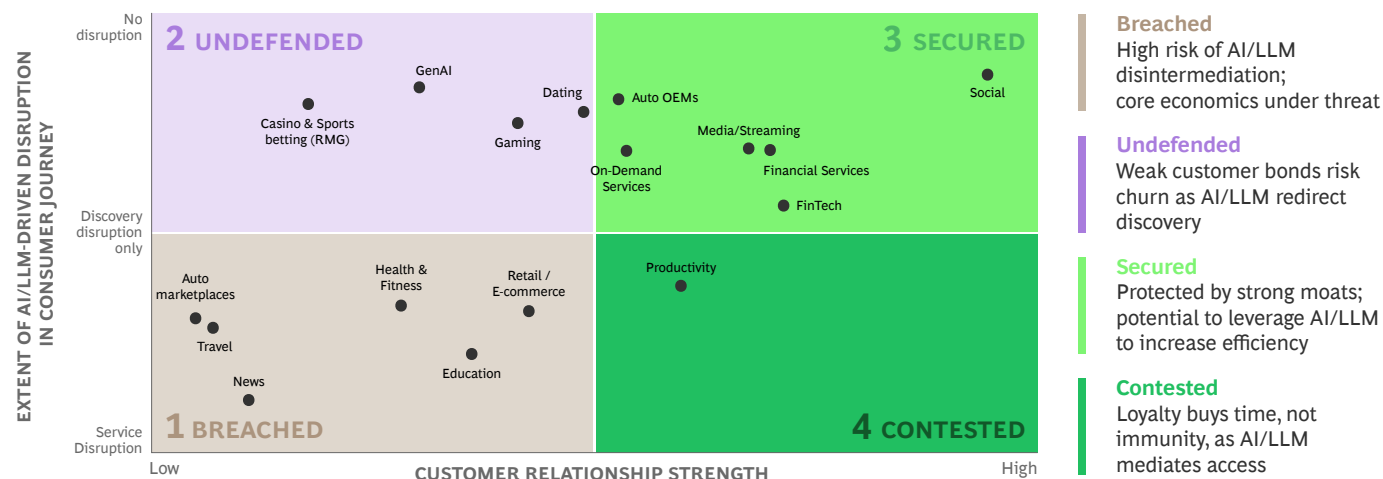 EXTENT OF AI/LLM-DRIVEN DISRUPTION
IN CONSUMER JOURNEY
No
disruption
Discovery
disruption
only
Service
Disruption
2 UNDEFENDED
GenAI
Casino & Sports
betting (RMG)
Dating
Gaming
3 SECURED
Social
Auto OEMs
Media/Streaming
On-Demand
Services
Financial Services
FinTech
Auto
marketplaces
Travel
News
Health &
Fitness
Retail /
E-commerce
Education
1 BREACHED
Productivity
4 CONTESTED
Low
CUSTOMER RELATIONSHIP STRENGTH
High
Breached
High risk of AI/LLM
disintermediation;
core economics under threat
Undefended
Weak customer bonds risk
churn as AI/LLM redirect
discovery
Secured
Protected by strong moats;
potential to leverage AI/LLM
to increase efficiency
Contested
Loyalty buys time, not
immunity, as AI/LLM
mediates access